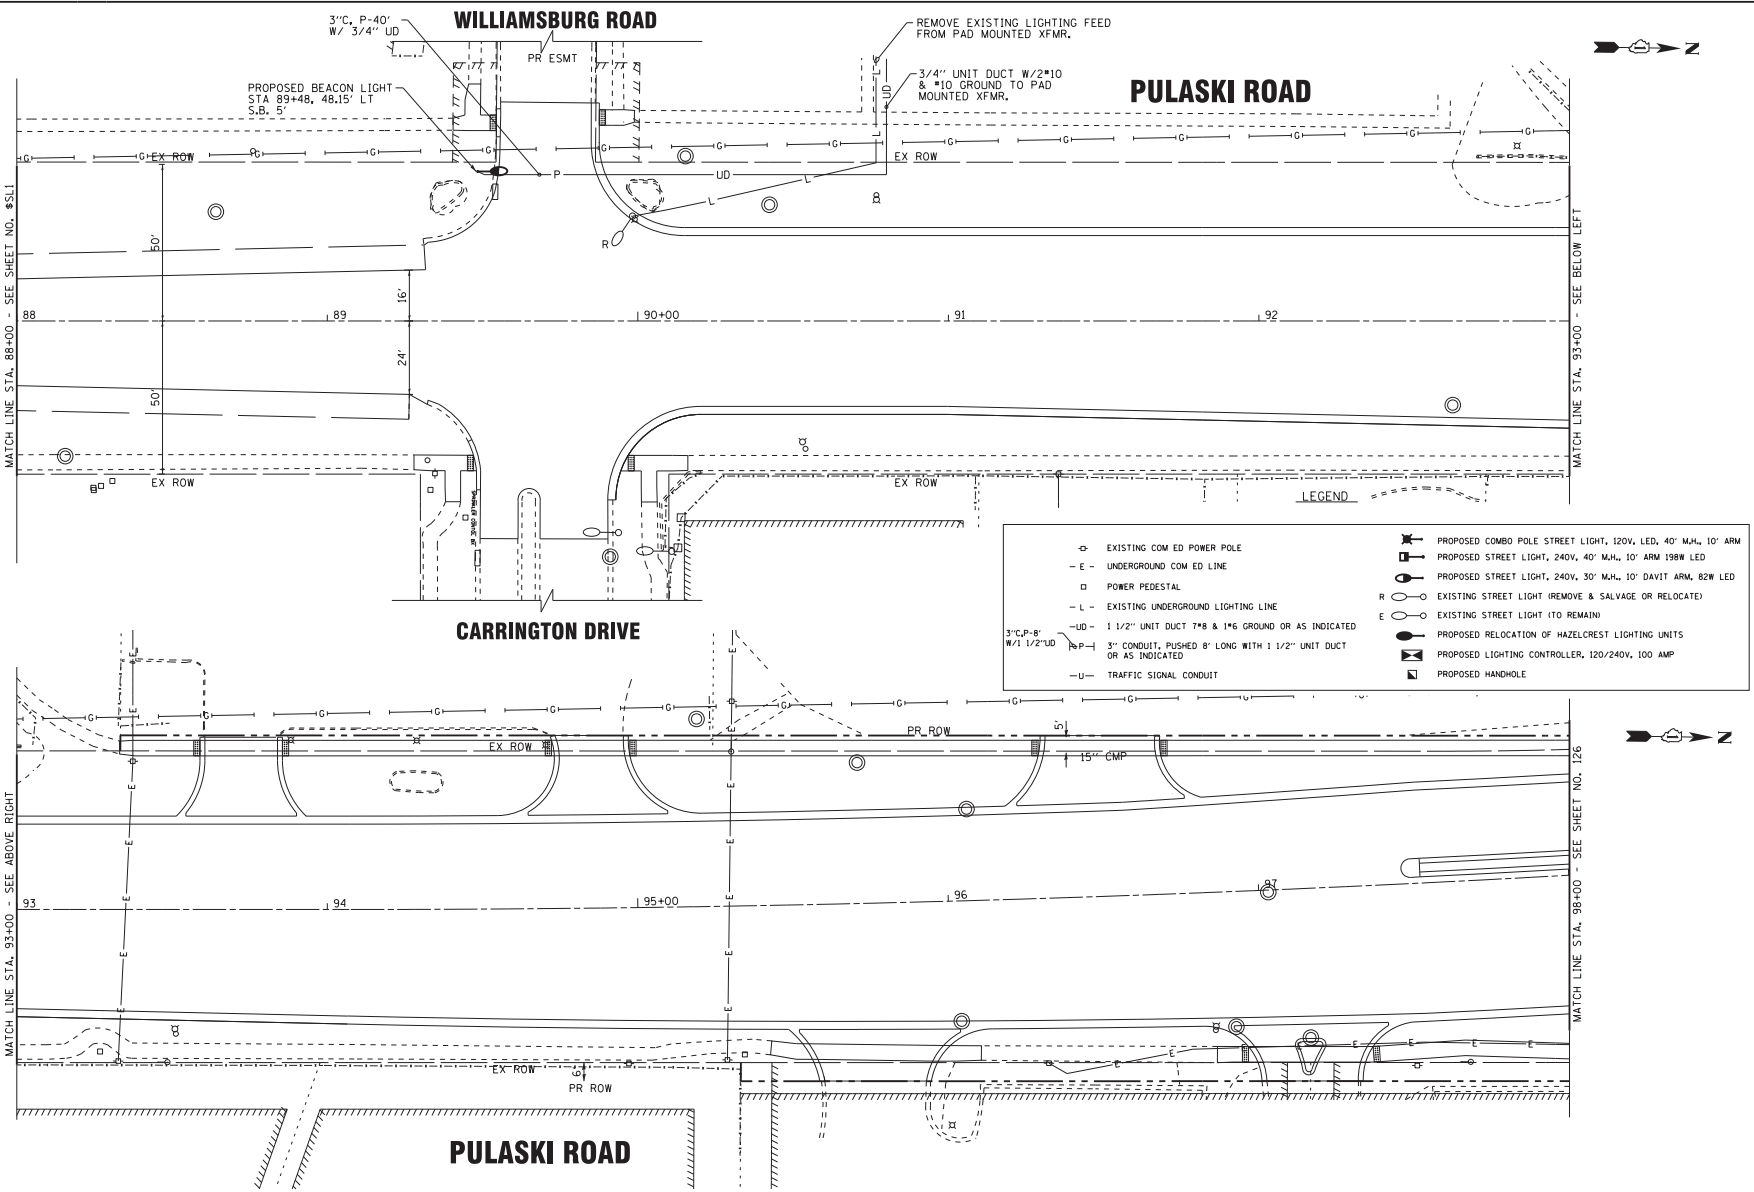 WILLIAMSBURG ROAD
3"C, P-40'
W/ 3/4" UD
PR ESMT
REMOVE EXISTING LIGHTING FEED
FROM PAD MOUNTED XFMR.
N
PROPOSED BEACON LIGHT
STA 89+48, 48.15' LT
S.B. 5'
3/4" UNIT DUCT W/2#10
& #10 GROUND TO PAD
MOUNTED XFMR.
PULASKI ROAD
L
UD
L
G G G G G G G G G G G G G G
EX ROW
EX ROW
P
UD
L
L
R
MATCH LINE STA. 88+00 - SEE SHEET NO. $SL1
50'
16'
88
89
90+00
91
92
24'
50'
MATCH LINE STA. 93+00 - SEE BELOW LEFT
EX ROW
EX ROW
CARRINGTON DRIVE
LEGEND
EXISTING COM ED POWER POLE
- E - UNDERGROUND COM ED LINE
POWER PEDESTAL
- L - EXISTING UNDERGROUND LIGHTING LINE
-UD- 1 1/2" UNIT DUCT 7#8 & 1#6 GROUND OR AS INDICATED
3"C,P-8'
W/1 1/2"UD
P 3" CONDUIT, PUSHED 8' LONG WITH 1 1/2" UNIT DUCT
OR AS INDICATED
-U- TRAFFIC SIGNAL CONDUIT
PROPOSED COMBO POLE STREET LIGHT, 120V, LED, 40' M.H., 10' ARM
PROPOSED STREET LIGHT, 240V, 40' M.H., 10' ARM 198W LED
PROPOSED STREET LIGHT, 240V, 30' M.H., 10' DAVIT ARM, 82W LED
R EXISTING STREET LIGHT (REMOVE & SALVAGE OR RELOCATE)
E EXISTING STREET LIGHT (TO REMAIN)
PROPOSED RELOCATION OF HAZELCREST LIGHTING UNITS
PROPOSED LIGHTING CONTROLLER, 120/240V, 100 AMP
PROPOSED HANDHOLE
E
E
E
E
G G G G G G G G G G G
PR ROW
5'
N
EX ROW
15" CMP
E
E
MATCH LINE STA. 93+00 - SEE ABOVE RIGHT
E
E
E
E
93
94
95+00
96
97
E
E
E
E
MATCH LINE STA. 98+00 - SEE SHEET NO. 126
E
E
E
E
E
E
EX ROW
6'
PR ROW
PULASKI ROAD